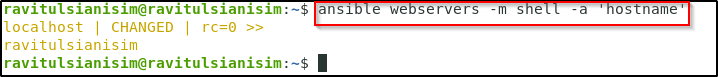 ravitulsianisim@ravitulsianisim:~$ ansible webservers -m shell -a 'hostname'
localhost | CHANGED | rc=0 >>
ravitulsianisim
ravitulsianisim@ravitulsianisim:~$